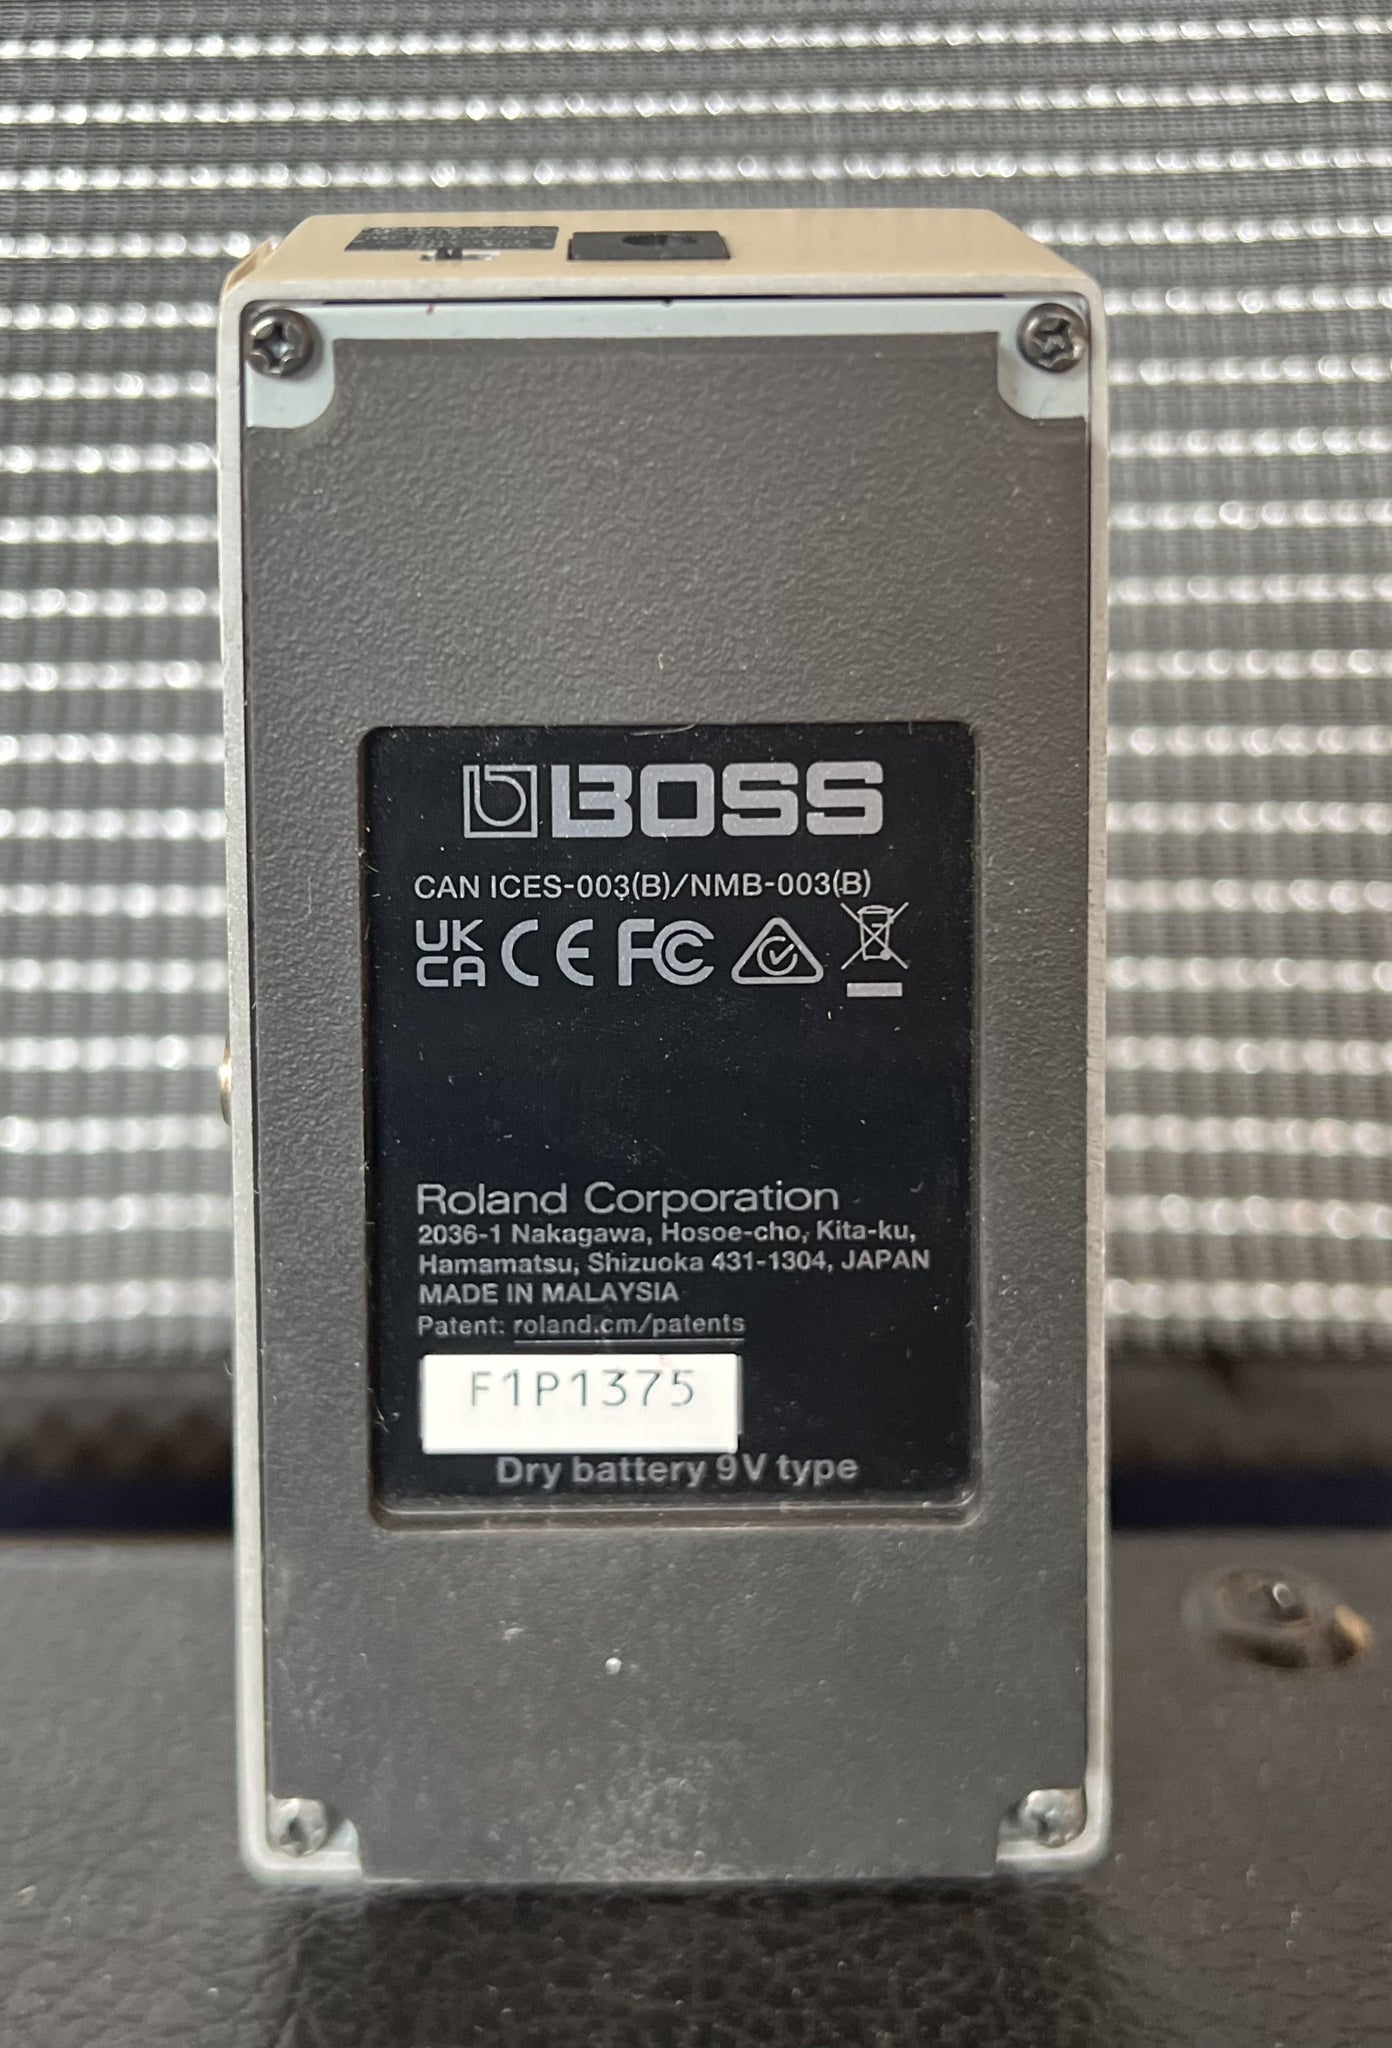 BOSS
CAN ICES-003(B)/NMB-003(B)
UK
CA CE FC
Roland Corporation
2036-1 Nakagawa, Hosoe-cho, Kita-ku,
Hamamatsu, Shizuoka 431-1304, JAPAN
MADE IN MALAYSIA
Patent: roland.cm/patents
F1P1375
Dry battery 9V type